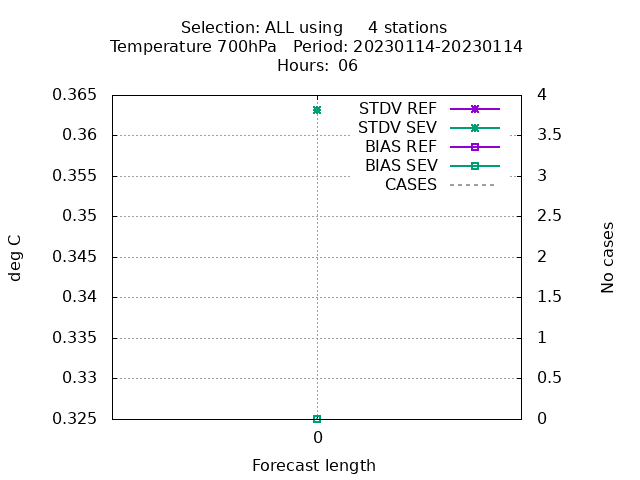 Selection: ALL using     4 stations
Temperature 700hPa   Period: 20230114-20230114
Hours:  06
0.365
0.36
0.355
0.35
0.345
0.34
0.335
0.33
0.325
4
3.5
3
2.5
2
1.5
1
0.5
0
STDV REF
STDV SEV
BIAS REF
BIAS SEV
CASES
deg C
No cases
0
Forecast length